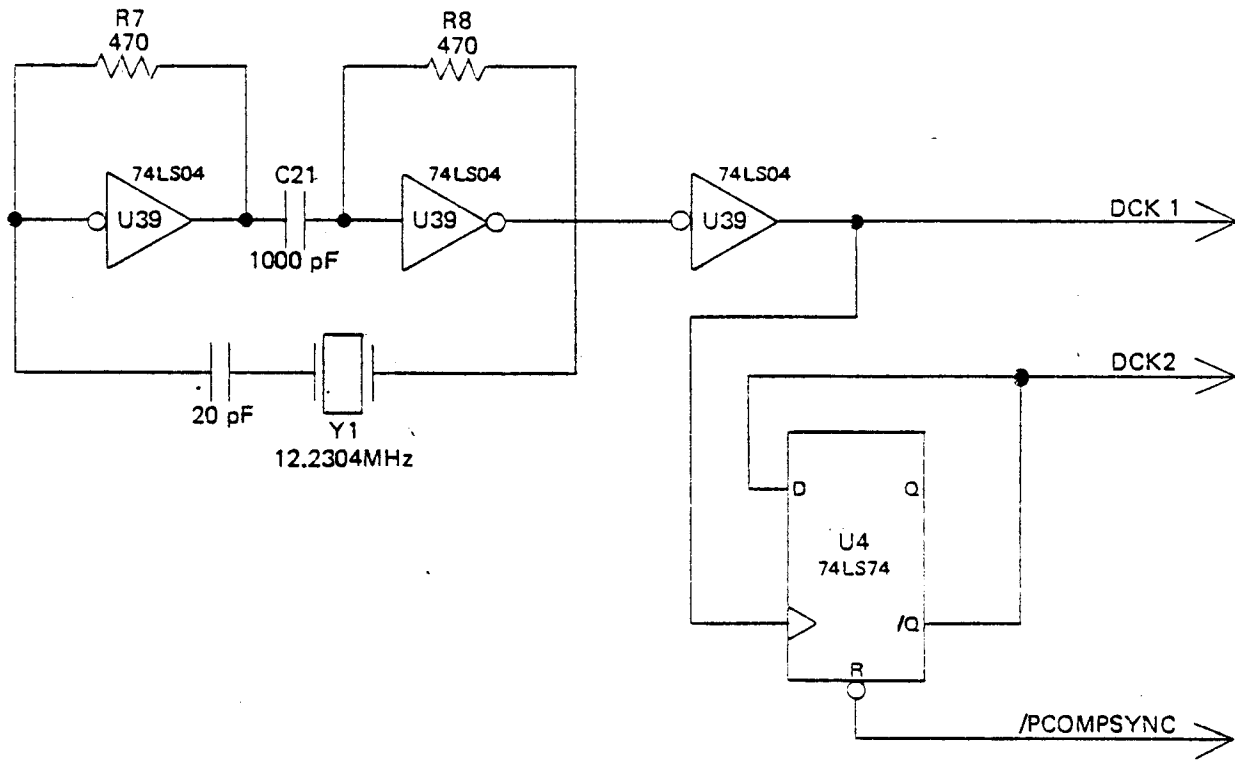 R7
470
R8
470
74LS04
U39
C21
1000 pF
74LS04
U39
74LS04
U39
DCK 1
20 pF
Y1
12.2304MHz
DCK2
D
Q
U4
74LS74
/Q
R
/PCOMPSYNC